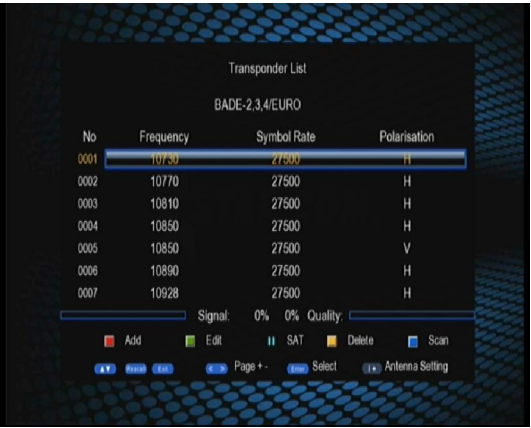 Transponder List
BADE-2,3,4/EURO
No Frequency Symbol Rate Polarisation
0001 10730 27500 H
0002 10770 27500 H
0003 10810 27500 H
0004 10850 27500 H
0005 10850 27500 V
0006 10890 27500 H
0007 10928 27500 H
Signal: 0% 0% Quality:
Add Edit SAT Delete Scan
Recall Exit Page + - Enter Select Antenna Setting